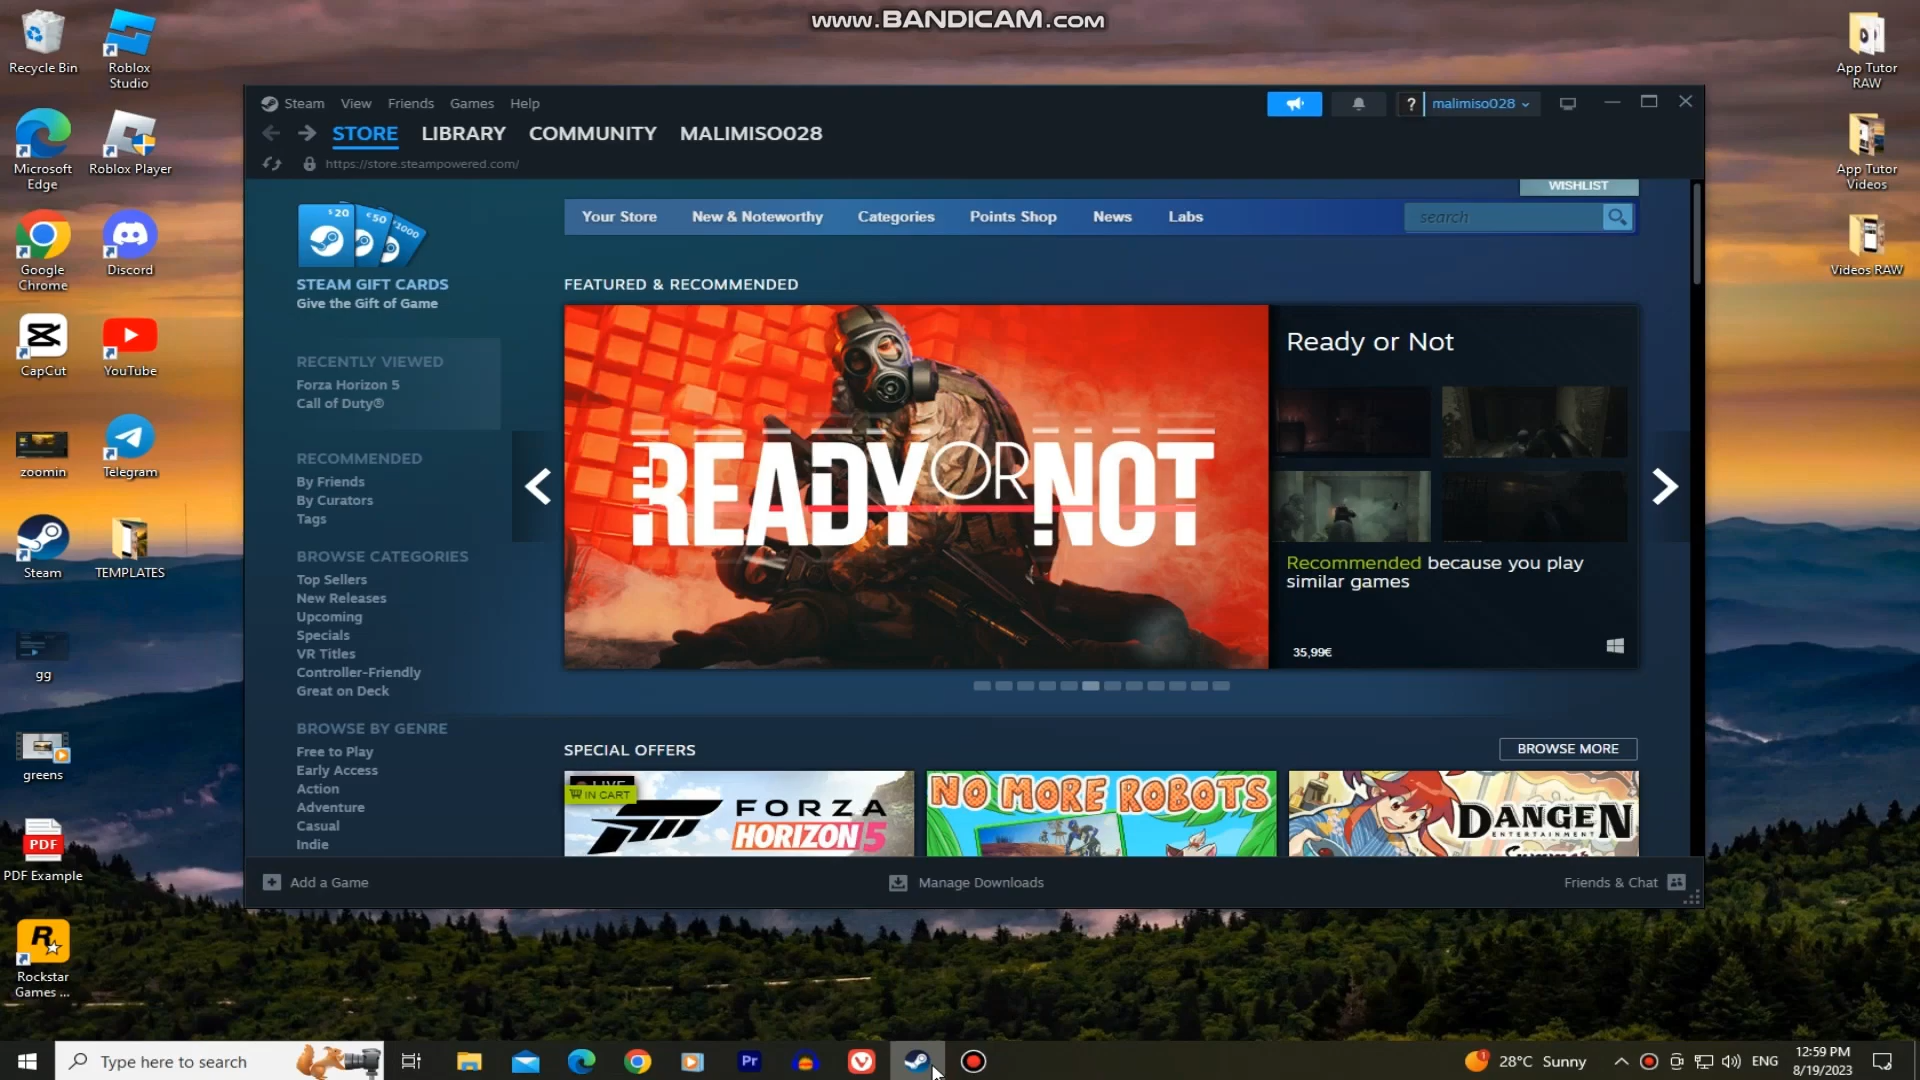 www.BANDICAM.com
Recycle Bin
Roblox
Studio
Microsoft
Edge
Roblox Player
Google
Chrome
Discord
CapCut
YouTube
zoomin
Telegram
Steam
TEMPLATES
gg
greens
PDF
PDF Example
R
Rockstar
Games ...
App Tutor
RAW
App Tutor
Videos
Videos RAW
Steam View Friends Games Help
? malimiso028
STORE LIBRARY COMMUNITY MALIMISO028
https://store.steampowered.com/
WISHLIST
Your Store New & Noteworthy Categories Points Shop News Labs
search
$20 €50 €1000
STEAM GIFT CARDS
Give the Gift of Game
RECENTLY VIEWED
Forza Horizon 5
Call of Duty®
RECOMMENDED
By Friends
By Curators
Tags
BROWSE CATEGORIES
Top Sellers
New Releases
Upcoming
Specials
VR Titles
Controller-Friendly
Great on Deck
BROWSE BY GENRE
Free to Play
Early Access
Action
Adventure
Casual
Indie
FEATURED & RECOMMENDED
READY OR NOT
Ready or Not
Recommended because you play
similar games
35,99€
SPECIAL OFFERS
BROWSE MORE
LIVE
IN CART
FORZA
HORIZON 5
NO MORE ROBOTS
DANGEN
ENTERTAINMENT
Summer
Add a Game
Manage Downloads
Friends & Chat
Type here to search
Pr
1
28°C Sunny
ENG
12:59 PM
8/19/2023